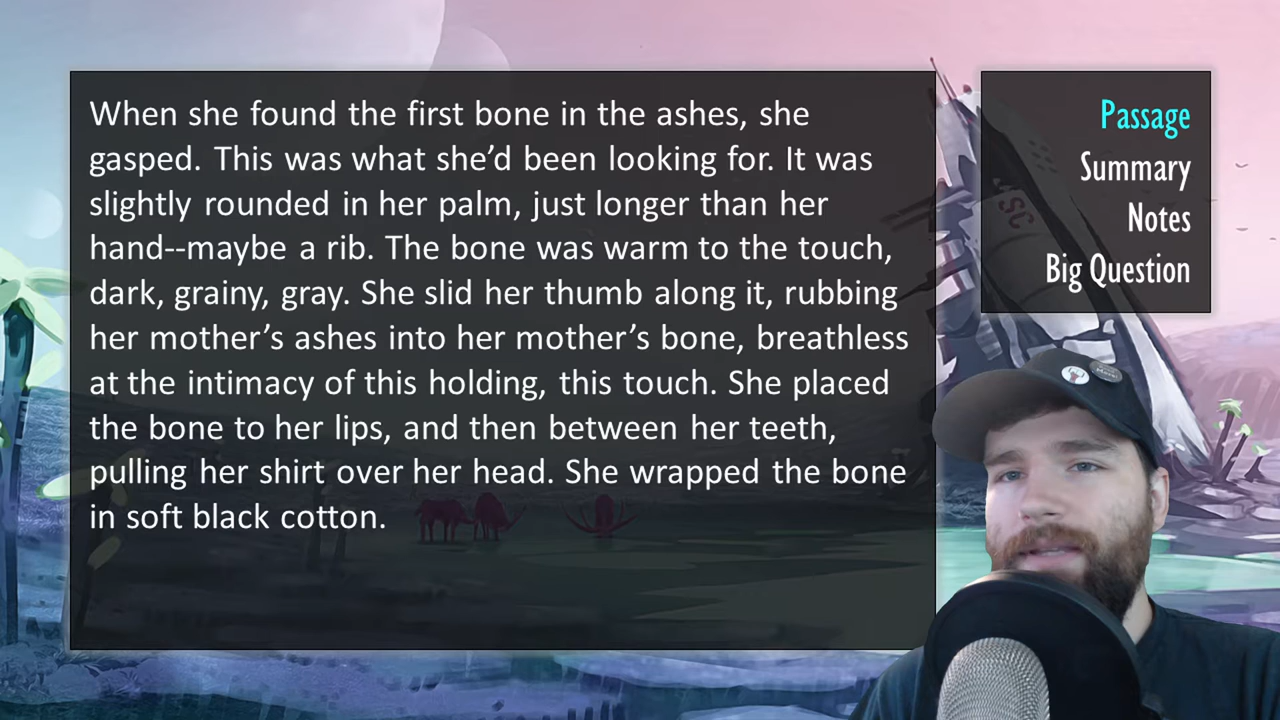 When she found the first bone in the ashes, she
gasped. This was what she’d been looking for. It was
slightly rounded in her palm, just longer than her
hand--maybe a rib. The bone was warm to the touch,
dark, grainy, gray. She slid her thumb along it, rubbing
her mother’s ashes into her mother’s bone, breathless
at the intimacy of this holding, this touch. She placed
the bone to her lips, and then between her teeth,
pulling her shirt over her head. She wrapped the bone
in soft black cotton.
Passage
Summary
Notes
Big Question